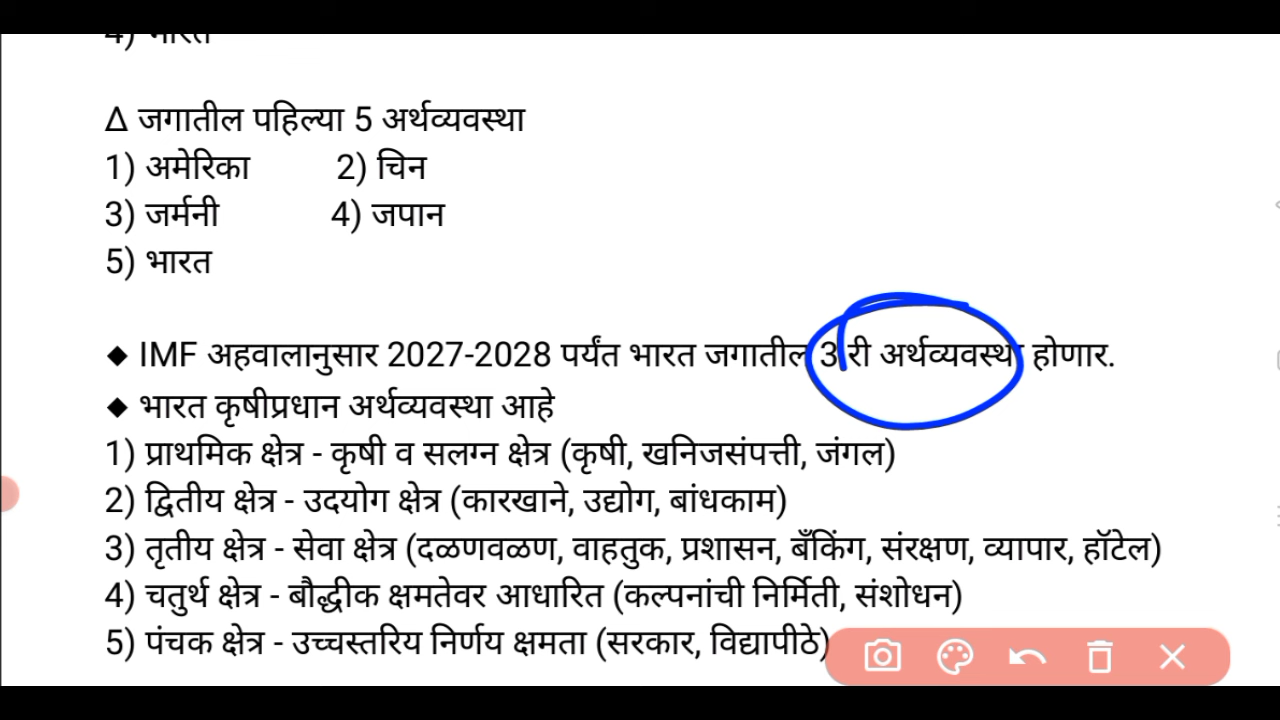 4) भारत
∆ जगातील पहिल्या 5 अर्थव्यवस्था
1) अमेरिका 2) चिन
3) जर्मनी 4) जपान
5) भारत
◆ IMF अहवालानुसार 2027-2028 पर्यंत भारत जगातील 3 री अर्थव्यवस्था होणार.
◆ भारत कृषीप्रधान अर्थव्यवस्था आहे
1) प्राथमिक क्षेत्र - कृषी व सलग्न क्षेत्र (कृषी, खनिजसंपत्ती, जंगल)
2) द्वितीय क्षेत्र - उदयोग क्षेत्र (कारखाने, उद्योग, बांधकाम)
3) तृतीय क्षेत्र - सेवा क्षेत्र (दळणवळण, वाहतुक, प्रशासन, बँकिंग, संरक्षण, व्यापार, हॉटेल)
4) चतुर्थ क्षेत्र - बौद्धीक क्षमतेवर आधारित (कल्पनांची निर्मिती, संशोधन)
5) पंचक क्षेत्र - उच्चस्तरिय निर्णय क्षमता (सरकार, विद्यापीठे)